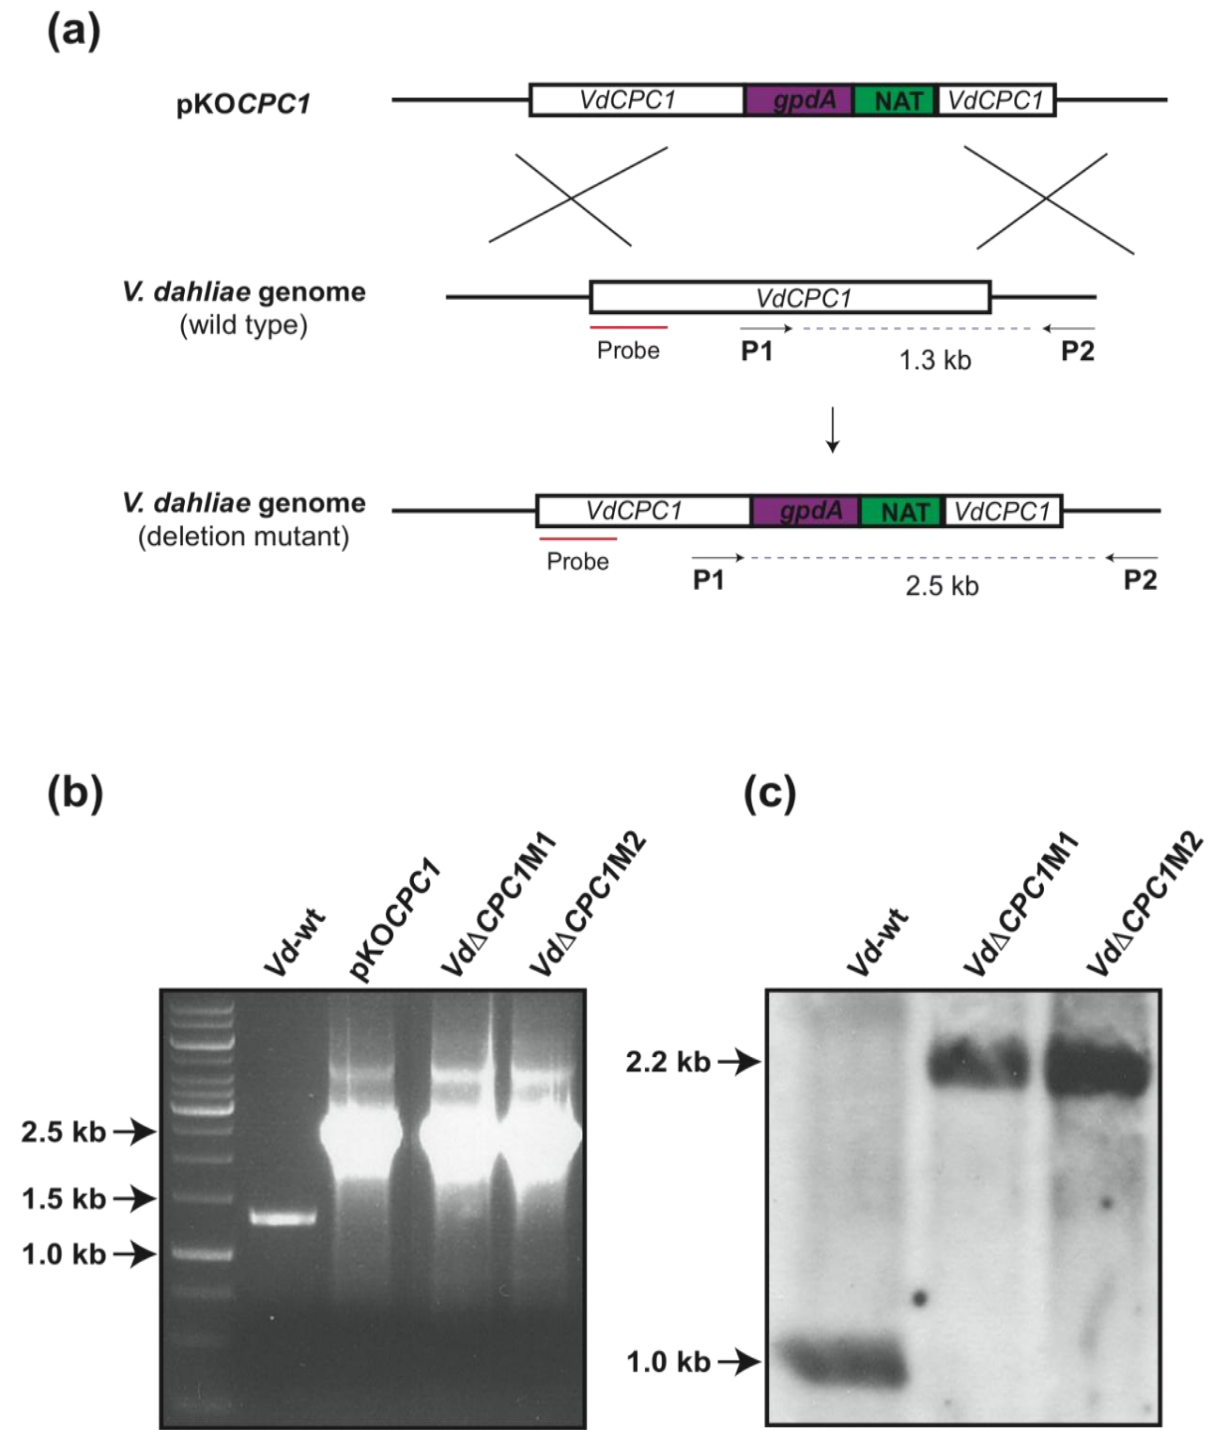 (a)
pKOCPC1
VdCPC1 gpdA NAT VdCPC1
V. dahliae genome
(wild type)
VdCPC1
Probe
P1
1.3 kb
P2
V. dahliae genome
(deletion mutant)
VdCPC1 gpdA NAT VdCPC1
Probe
P1
2.5 kb
P2
(b)
Vd-wt
pKOCPC1
VdΔCPC1M1
VdΔCPC1M2
2.5 kb
1.5 kb
1.0 kb
(c)
Vd-wt
VdΔCPC1M1
VdΔCPC1M2
2.2 kb
1.0 kb